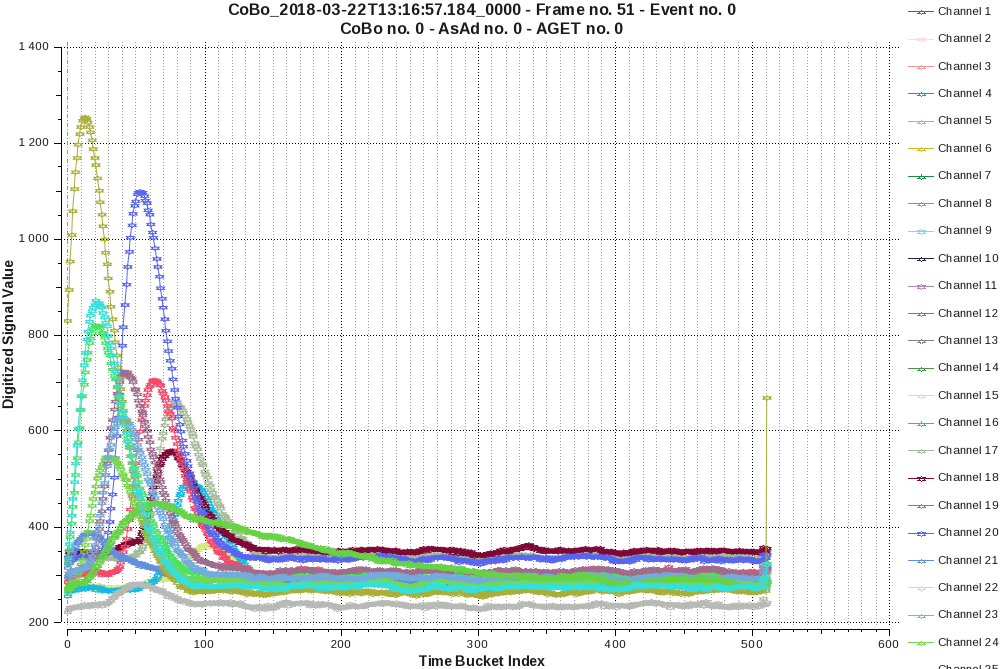 CoBo_2018-03-22T13:16:57.184_0000 - Frame no. 51 - Event no. 0
CoBo no. 0 - AsAd no. 0 - AGET no. 0
Digitized Signal Value
1 400
1 200
1 000
800
600
400
200
0
100
200
300
400
500
600
Time Bucket Index
Channel 1
Channel 2
Channel 3
Channel 4
Channel 5
Channel 6
Channel 7
Channel 8
Channel 9
Channel 10
Channel 11
Channel 12
Channel 13
Channel 14
Channel 15
Channel 16
Channel 17
Channel 18
Channel 19
Channel 20
Channel 21
Channel 22
Channel 23
Channel 24
Channel 25